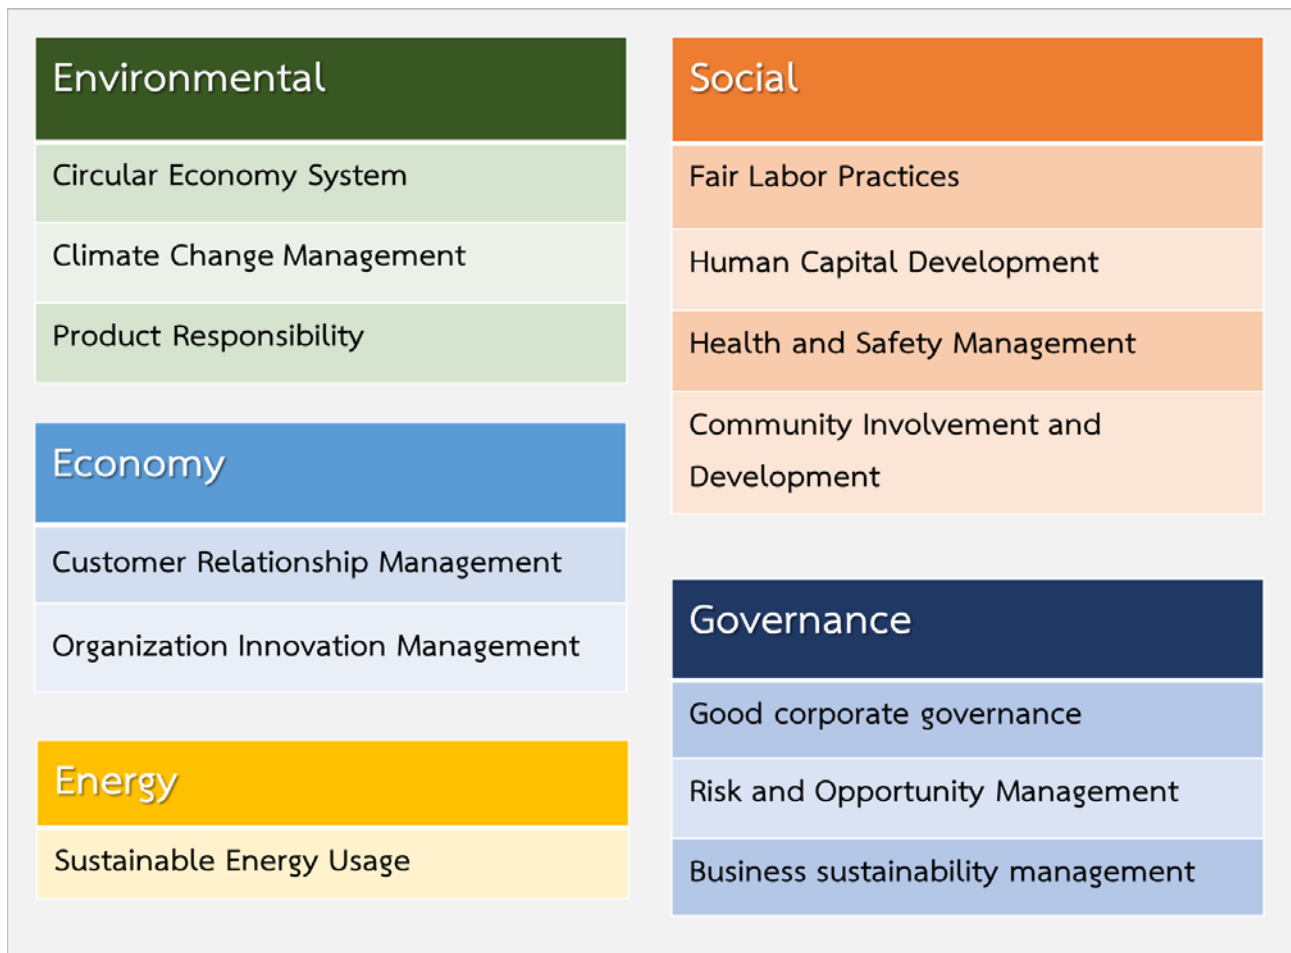 Environmental
Circular Economy System
Climate Change Management
Product Responsibility
Economy
Customer Relationship Management
Organization Innovation Management
Energy
Sustainable Energy Usage
Social
Fair Labor Practices
Human Capital Development
Health and Safety Management
Community Involvement and
Development
Governance
Good corporate governance
Risk and Opportunity Management
Business sustainability management